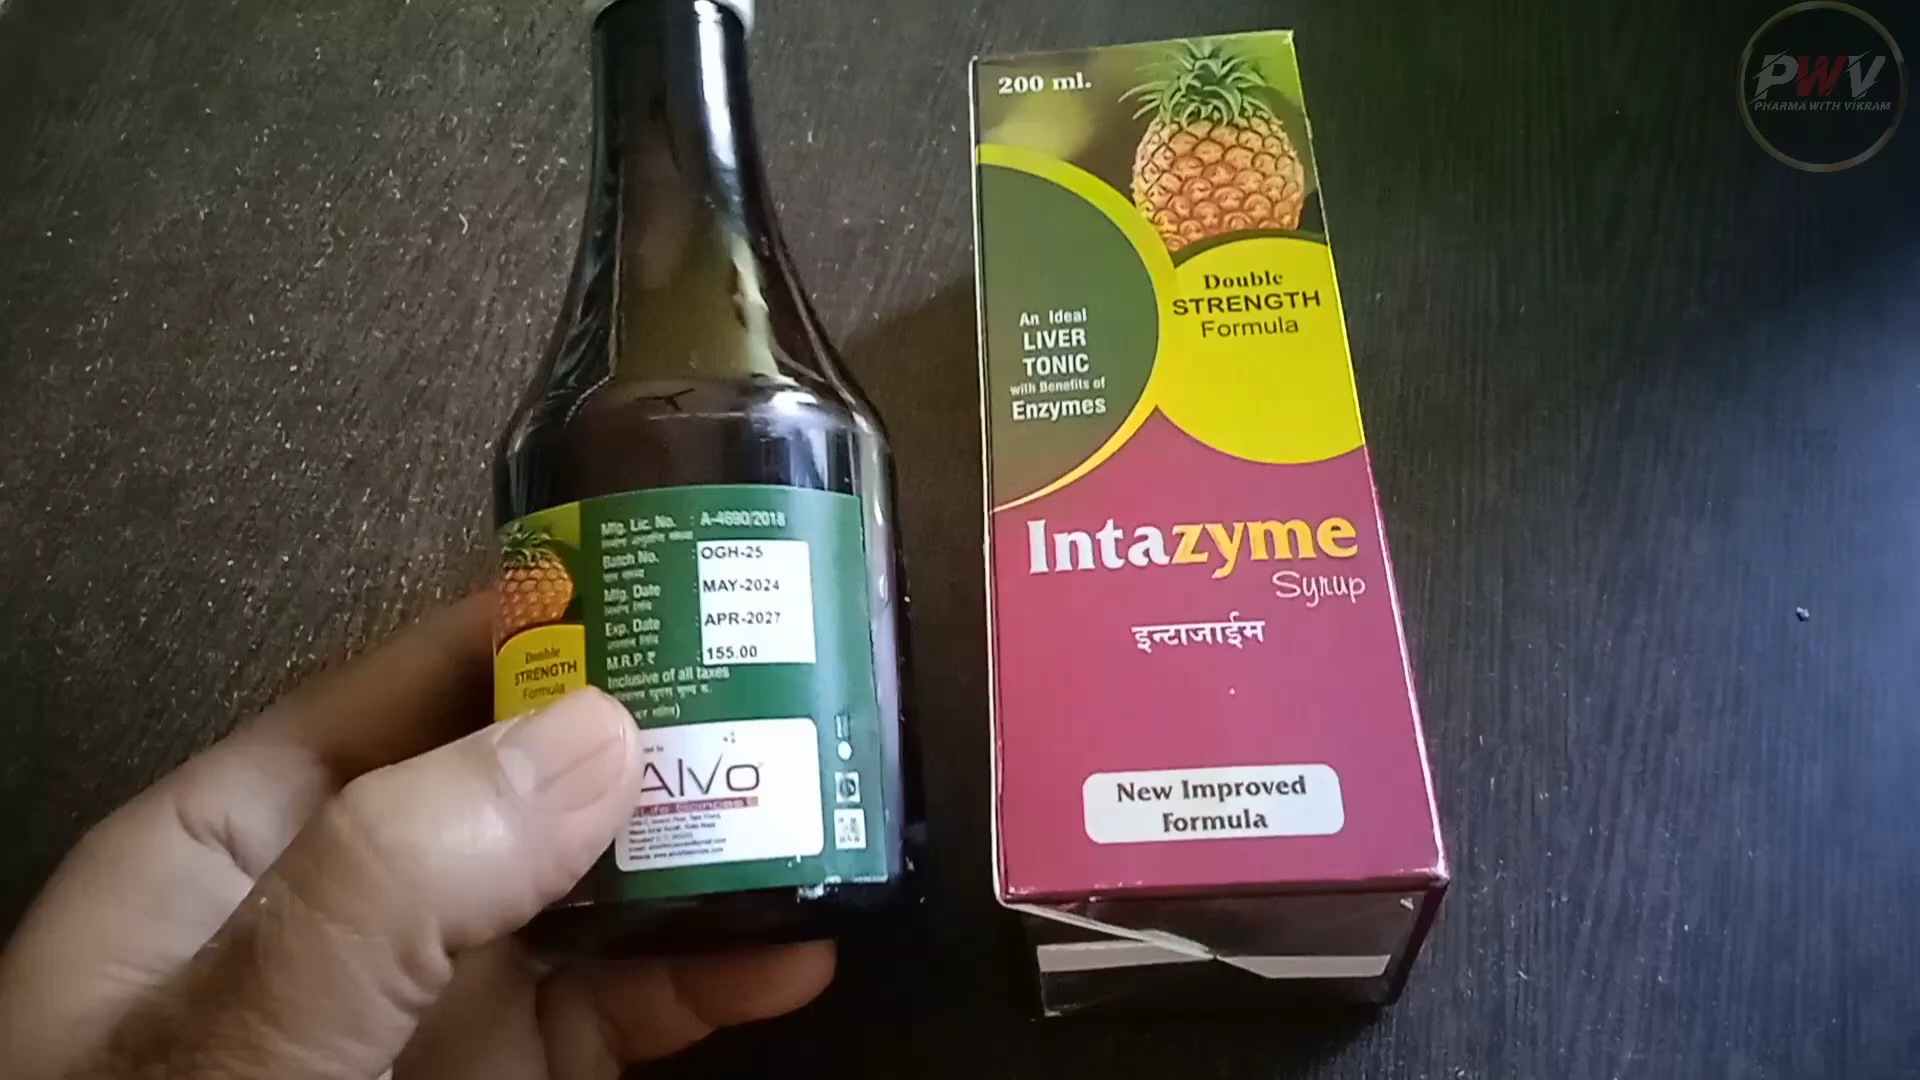 PWV
PHARMA WITH VIKRAM
200 ml.
Double
STRENGTH
Formula
An Ideal
LIVER
TONIC
with Benefits of
Enzymes
Intazyme
Syrup
इन्टाजाईम
New Improved
Formula
Mfg. Lic. No. : A-4690/2018
Batch No. : OGH-25
Mfg. Date : MAY-2024
Exp. Date : APR-2027
M.R.P. ₹ : 155.00
Inclusive of all taxes
Double
STRENGTH
Formula
Alvo
Life Sciences